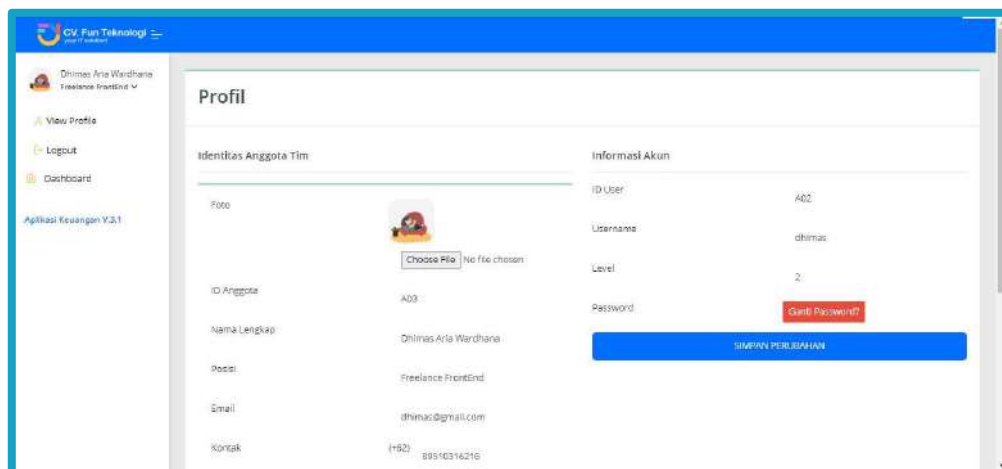 CV. Fun Teknologi
your IT solution!
Dhimas Aria Wardhana
Freelance FrontEnd
View Profile
Logout
Dashboard
Aplikasi Keuangan V.3.1
Profil
Identitas Anggota Tim
Foto
Choose File No file chosen
ID Anggota A03
Nama Lengkap Dhimas Aria Wardhana
Posisi Freelance FrontEnd
Email dhimas@gmail.com
Kontak (+62) 89510316216
Informasi Akun
ID User A02
Username dhimas
Level 2
Password Ganti Password?
SIMPAN PERUBAHAN